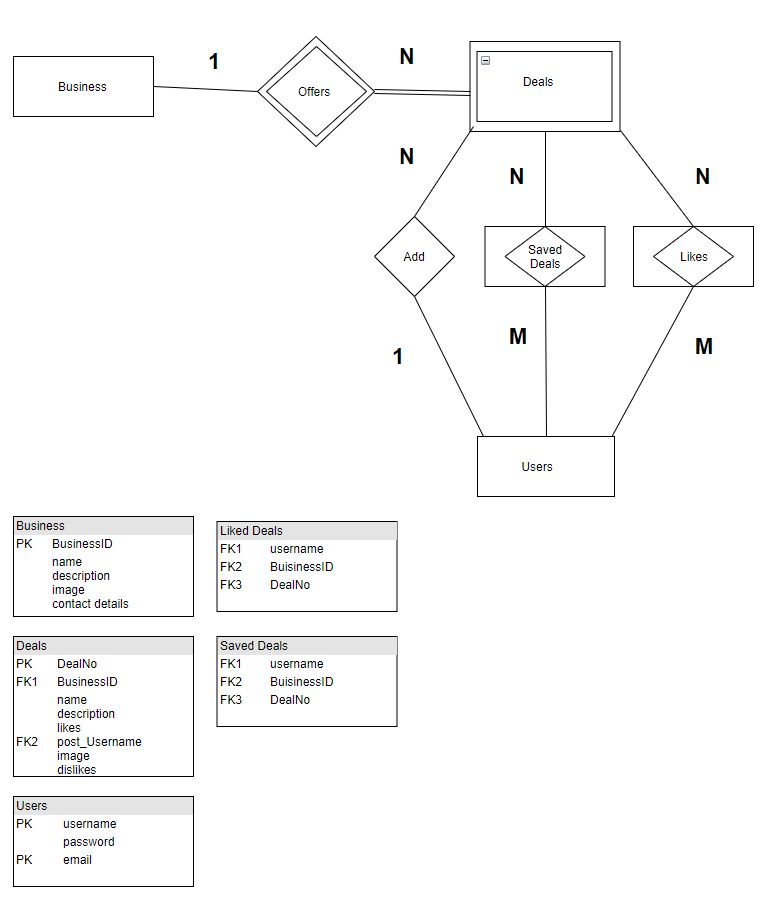 1
N
Business
Offers
Deals
N
N
N
Add
Saved
Deals
Likes
1
M
M
Users
Business
PK BusinessID
name
description
image
contact details
Liked Deals
FK1 username
FK2 BuisinessID
FK3 DealNo
Deals
PK DealNo
FK1 BusinessID
name
description
likes
FK2 post_Username
image
dislikes
Saved Deals
FK1 username
FK2 BuisinessID
FK3 DealNo
Users
PK username
password
PK email